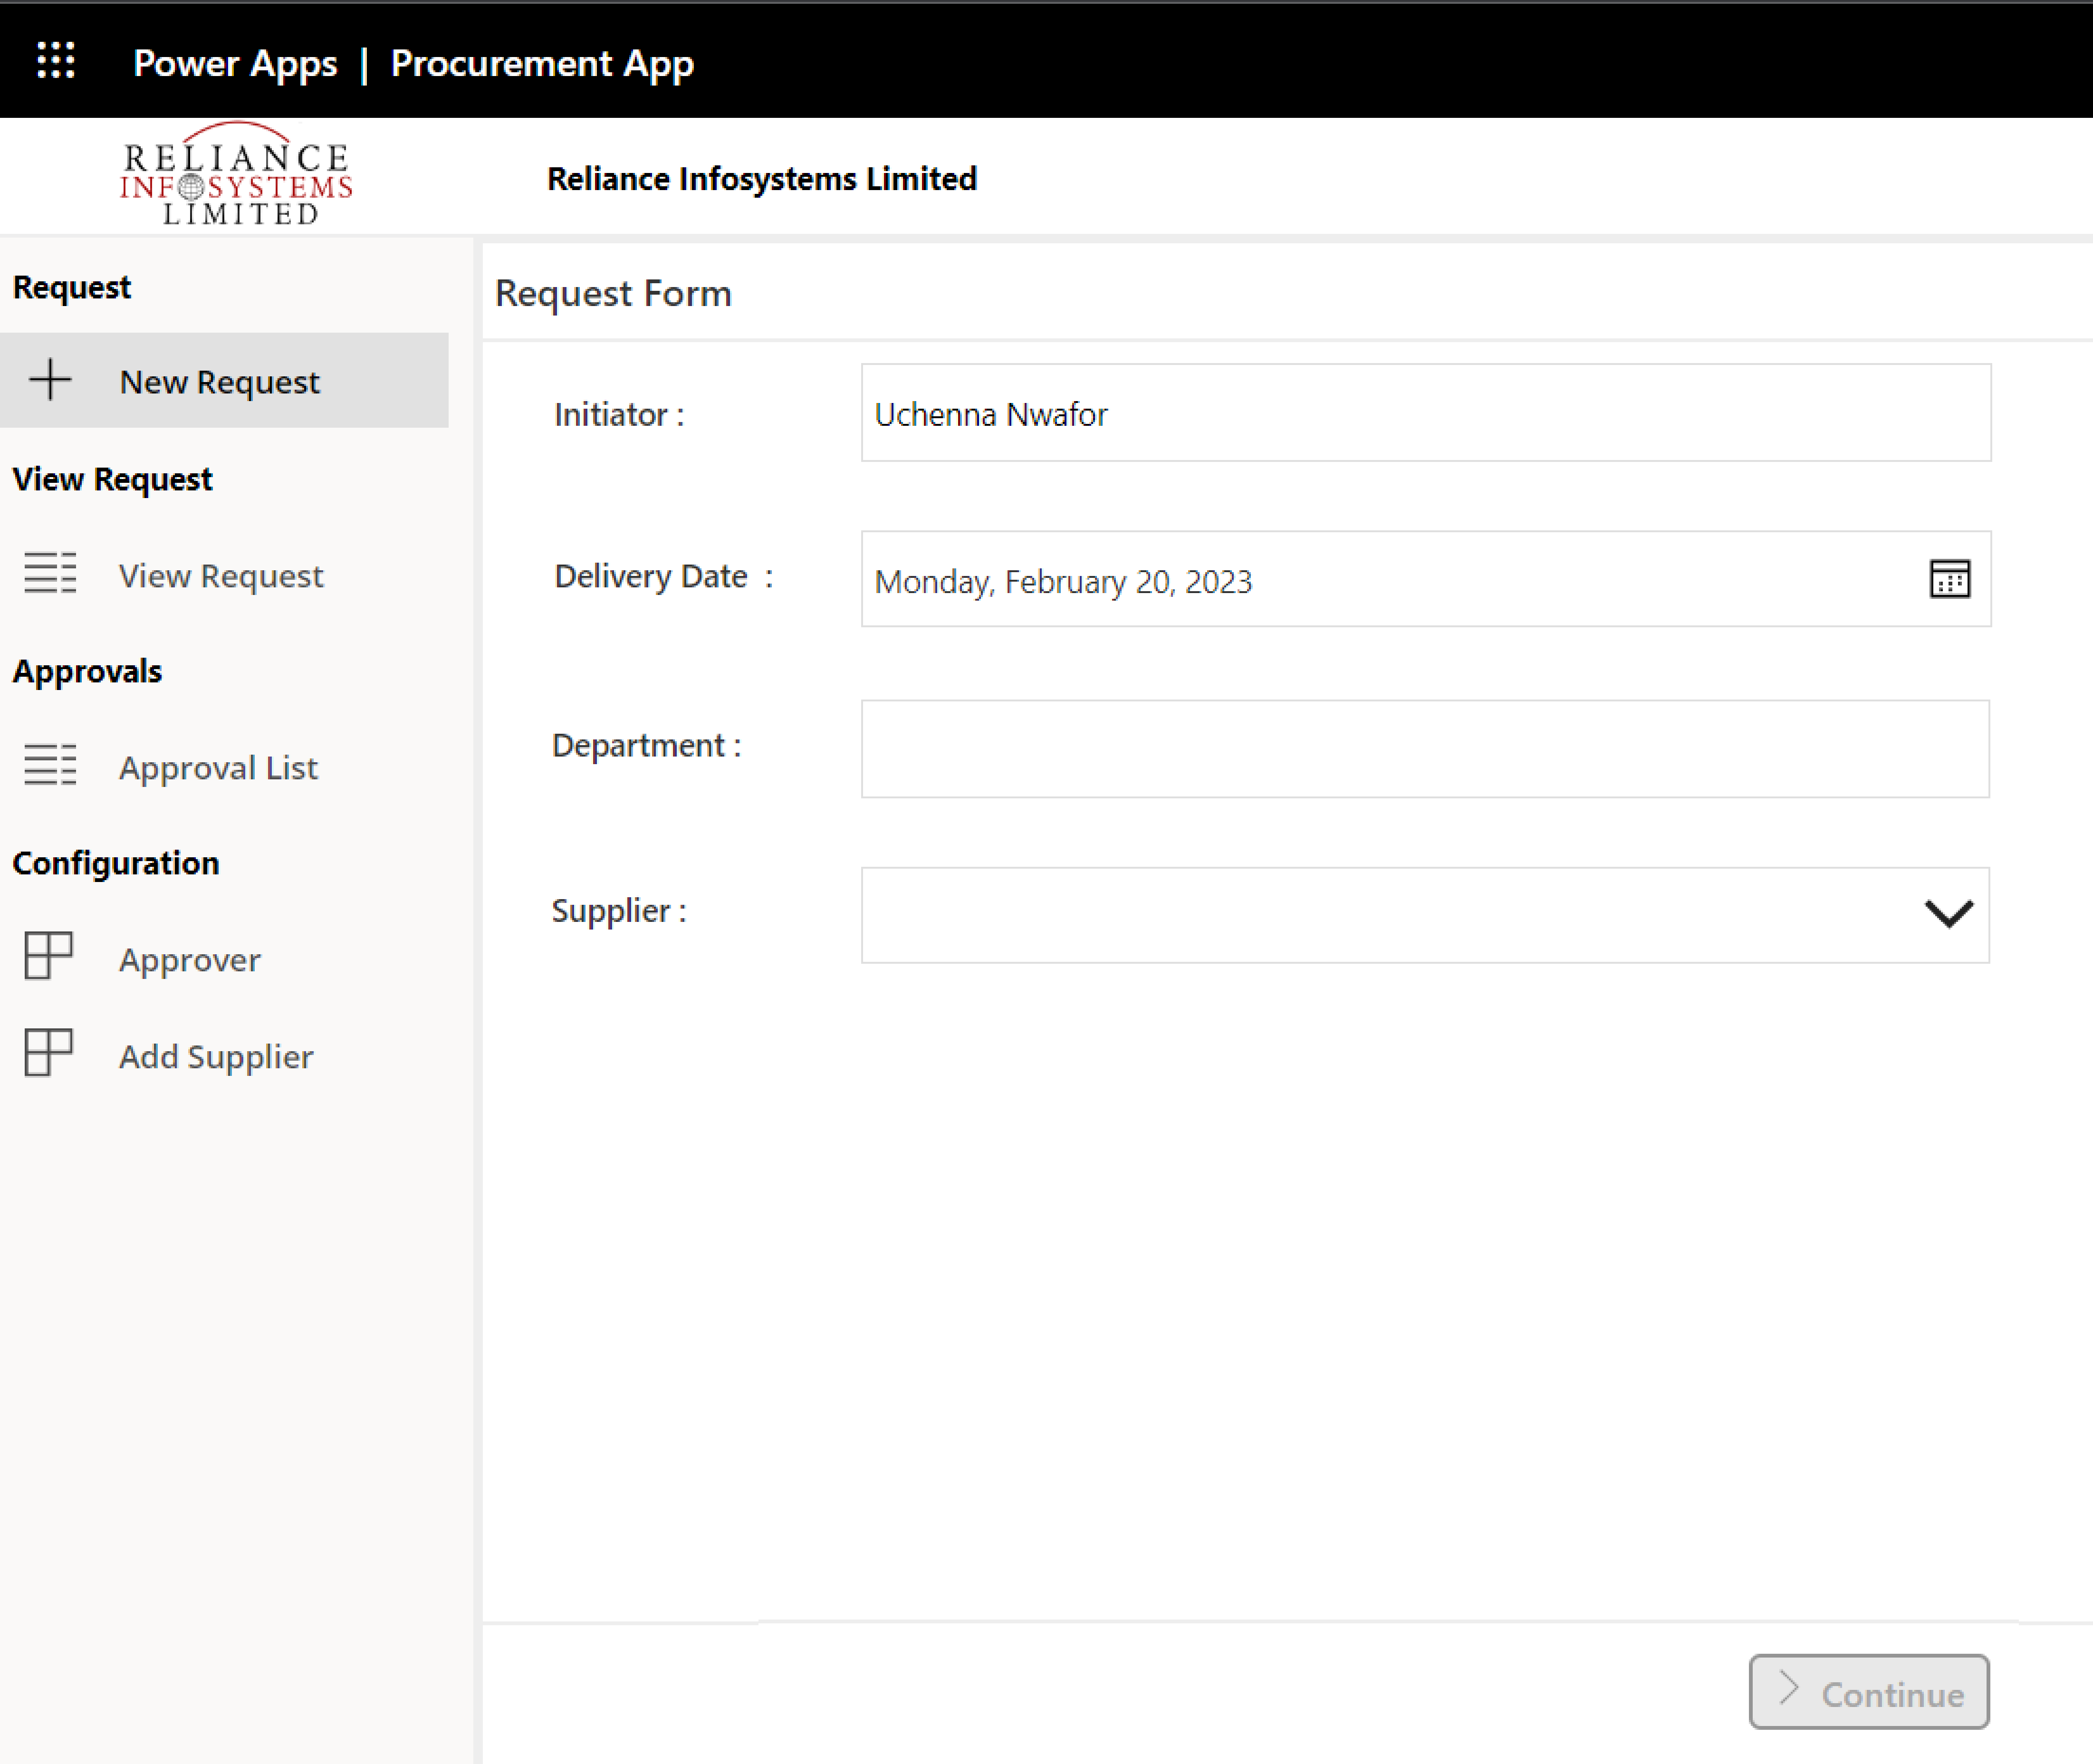 Power Apps | Procurement App
RELIANCE
INFOSYSTEMS
LIMITED
Reliance Infosystems Limited
Request
New Request
View Request
View Request
Approvals
Approval List
Configuration
Approver
Add Supplier
Request Form
Initiator : Uchenna Nwafor
Delivery Date : Monday, February 20, 2023
Department :
Supplier :
Continue